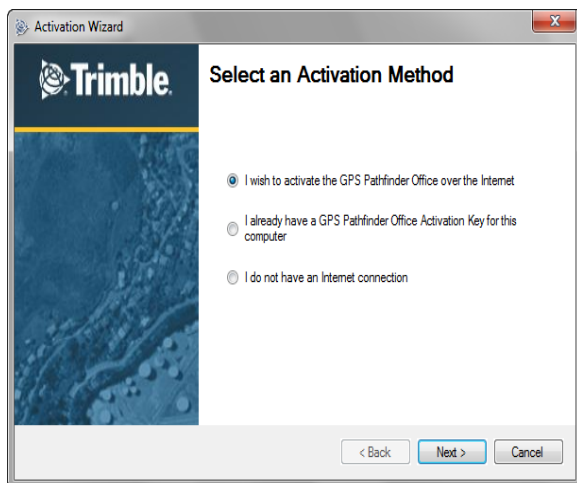 Activation Wizard
X
Trimble.
Select an Activation Method
I wish to activate the GPS Pathfinder Office over the Internet
I already have a GPS Pathfinder Office Activation Key for this
computer
I do not have an Internet connection
< Back
Next >
Cancel